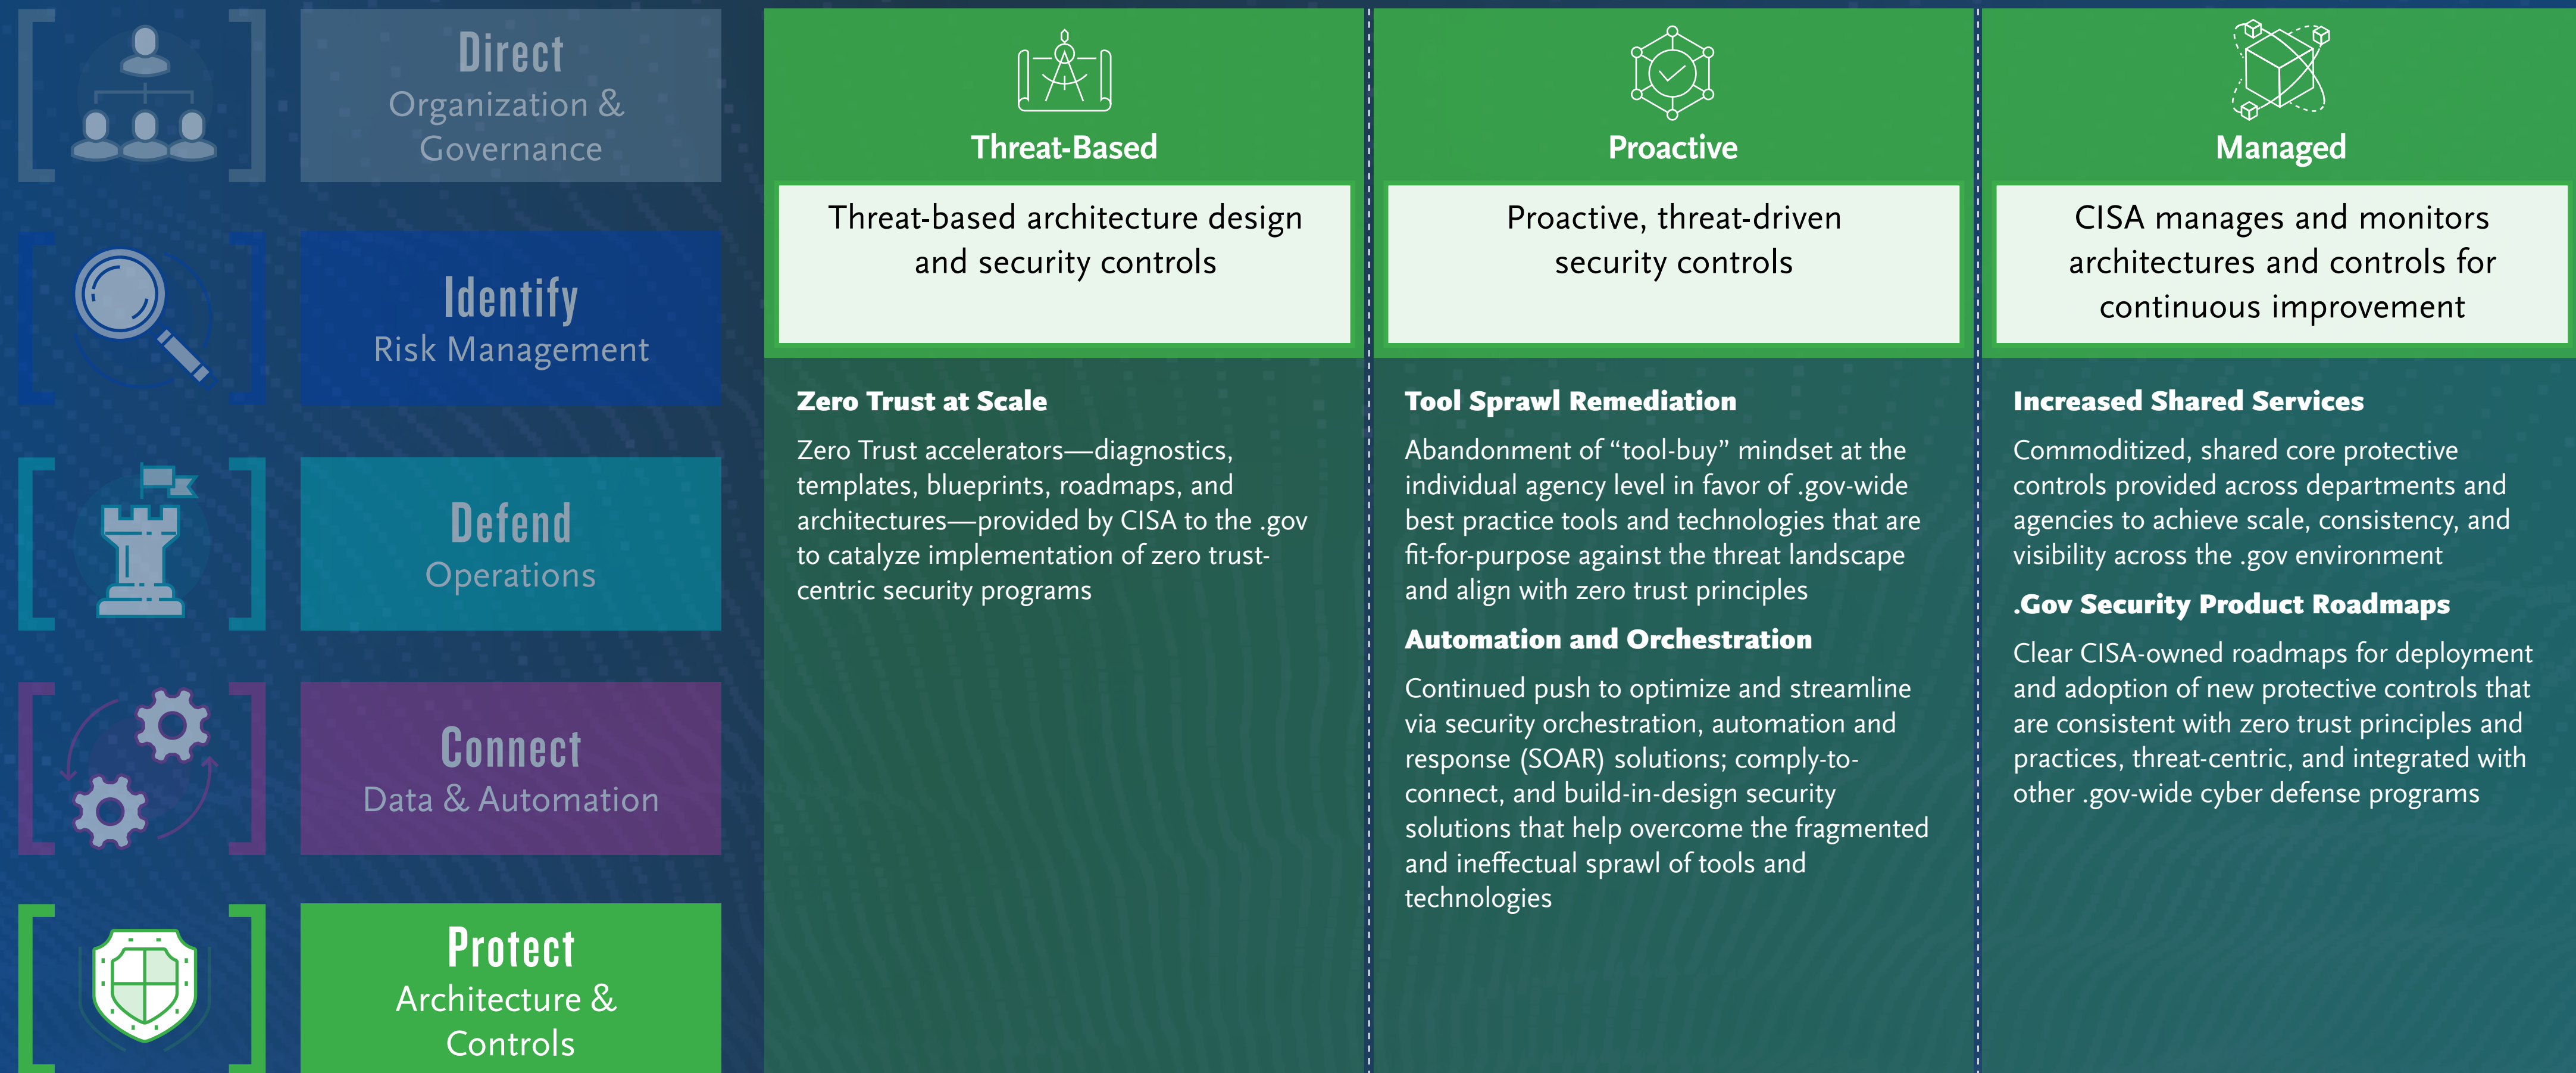 Direct
Organization &
Governance
Identify
Risk Management
Defend
Operations
Connect
Data & Automation
Protect
Architecture &
Controls
Threat-Based
Threat-based architecture design
and security controls
Zero Trust at Scale
Zero Trust accelerators—diagnostics,
templates, blueprints, roadmaps, and
architectures—provided by CISA to the .gov
to catalyze implementation of zero trust-
centric security programs
Proactive
Proactive, threat-driven
security controls
Tool Sprawl Remediation
Abandonment of “tool-buy” mindset at the
individual agency level in favor of .gov-wide
best practice tools and technologies that are
fit-for-purpose against the threat landscape
and align with zero trust principles
Automation and Orchestration
Continued push to optimize and streamline
via security orchestration, automation and
response (SOAR) solutions; comply-to-
connect, and build-in-design security
solutions that help overcome the fragmented
and ineffectual sprawl of tools and
technologies
Managed
CISA manages and monitors
architectures and controls for
continuous improvement
Increased Shared Services
Commoditized, shared core protective
controls provided across departments and
agencies to achieve scale, consistency, and
visibility across the .gov environment
.Gov Security Product Roadmaps
Clear CISA-owned roadmaps for deployment
and adoption of new protective controls that
are consistent with zero trust principles and
practices, threat-centric, and integrated with
other .gov-wide cyber defense programs